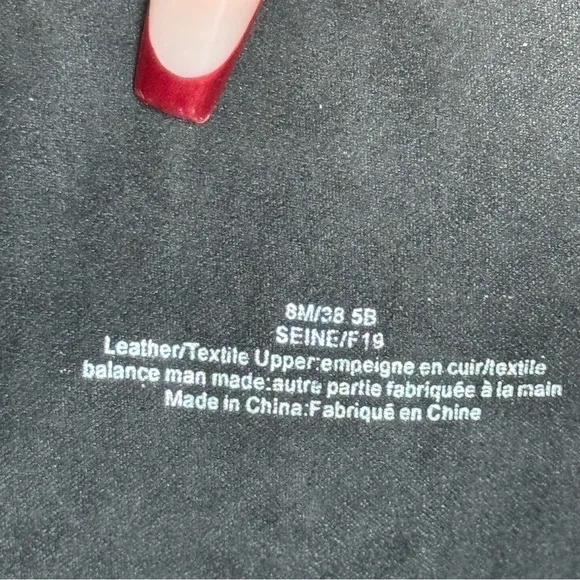 8M/38.5B
SEINE/F19
Leather/Textile Upper:empeigne en cuir/textile
balance man made:autre partie fabriquée à la main
Made in China:Fabriqué en Chine